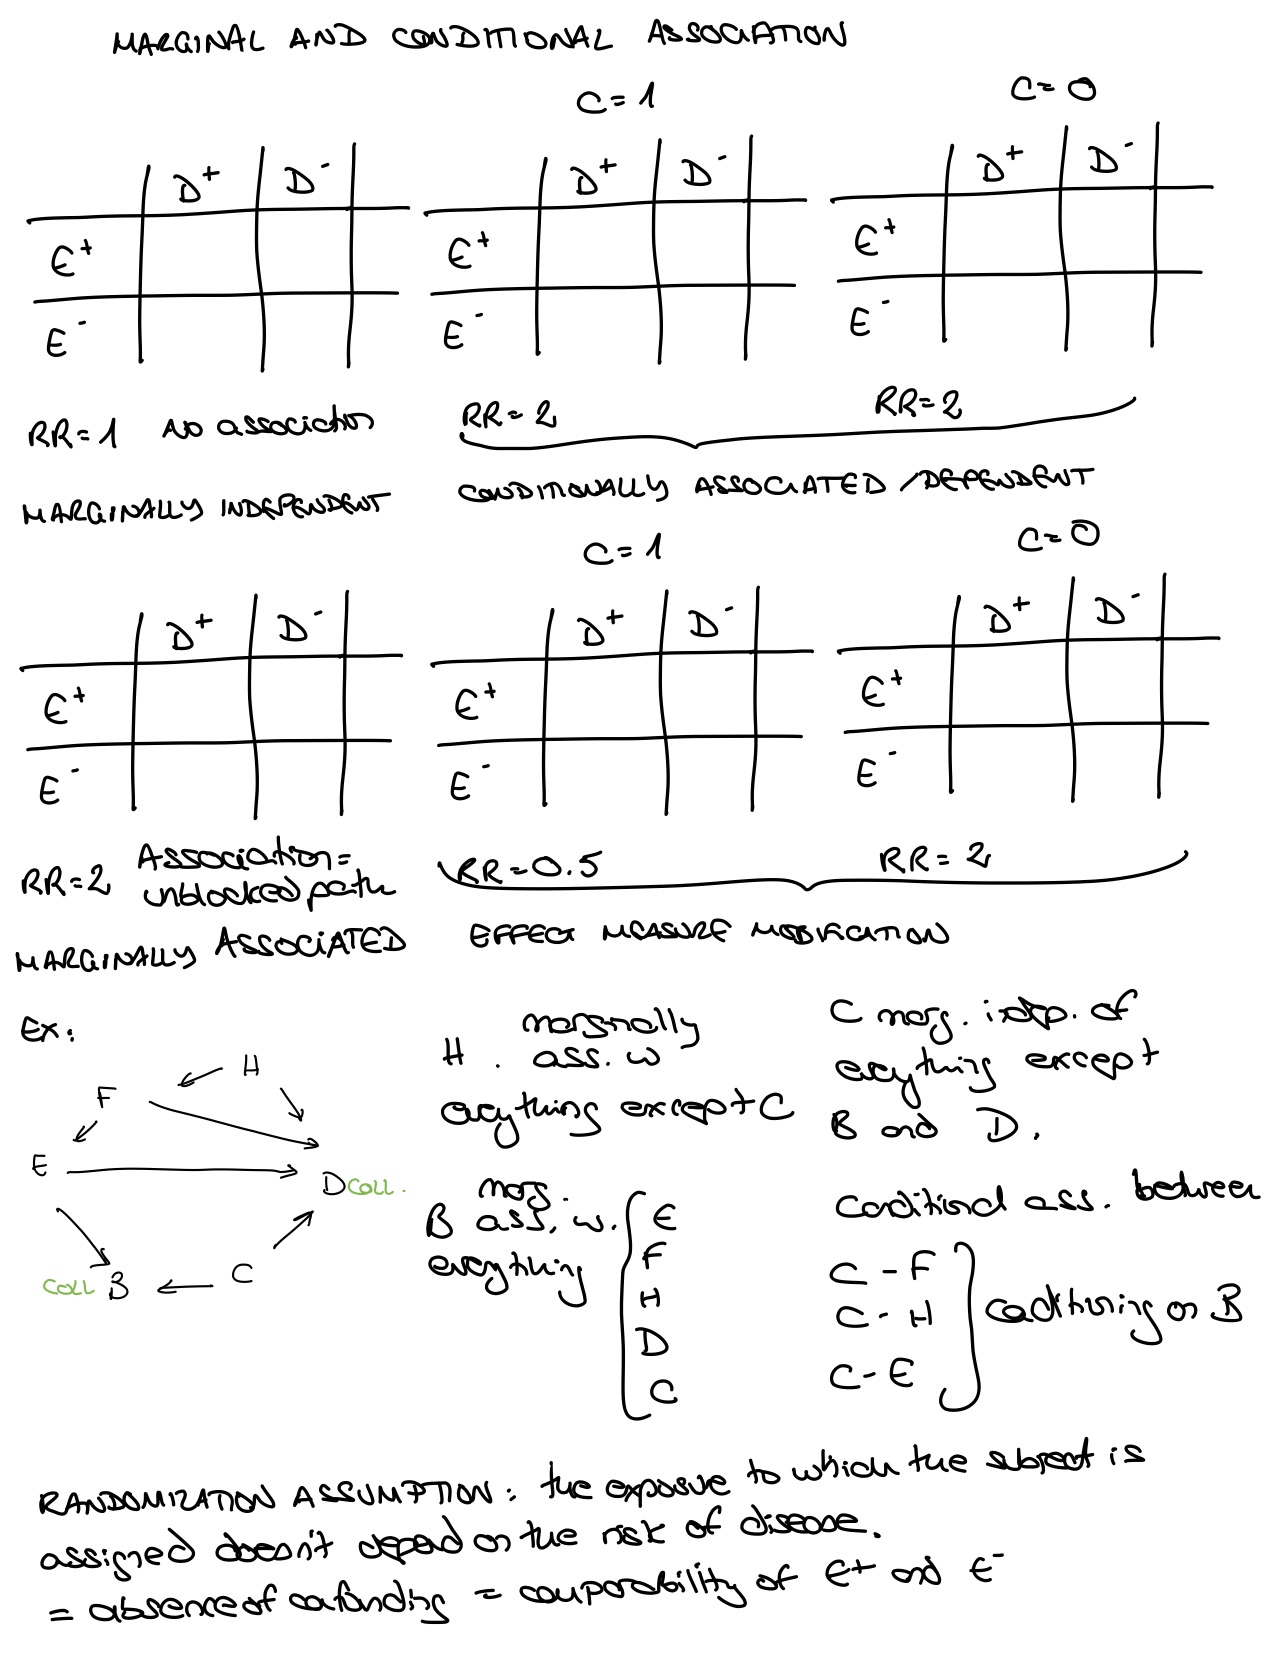 MARGINAL AND CONDITIONAL ASSOCIATION
C=1 C=0
D+ D- D+ D- D+ D-
E+ E+ E+
E- E- E-
RR=1 no association RR=2 RR=2
MARGINALLY INDEPENDENT CONDITIONALLY ASSOCIATED / DEPENDENT
C=1 C=0
D+ D- D+ D- D+ D-
E+ E+ E+
E- E- E-
RR=2 Association= RR=0.5 RR=2
unblocked path
MARGINALLY ASSOCIATED EFFECT MEASURE MODIFICATION
Ex:
H
F
E
D coll.
coll B
C
marginally
H . ass. w
everything except C
C marg. indep. of
everything except
B and D.
marg.
B ass. w.
everything
E
F
H
D
C
Conditional ass. between
C - F
C - H
C - E
conditioning on B
RANDOMIZATION ASSUMPTION: the exposure to which the subject is
assigned doesn't depend on the risk of disease.
= absence of confounding = comparability of E+ and E-